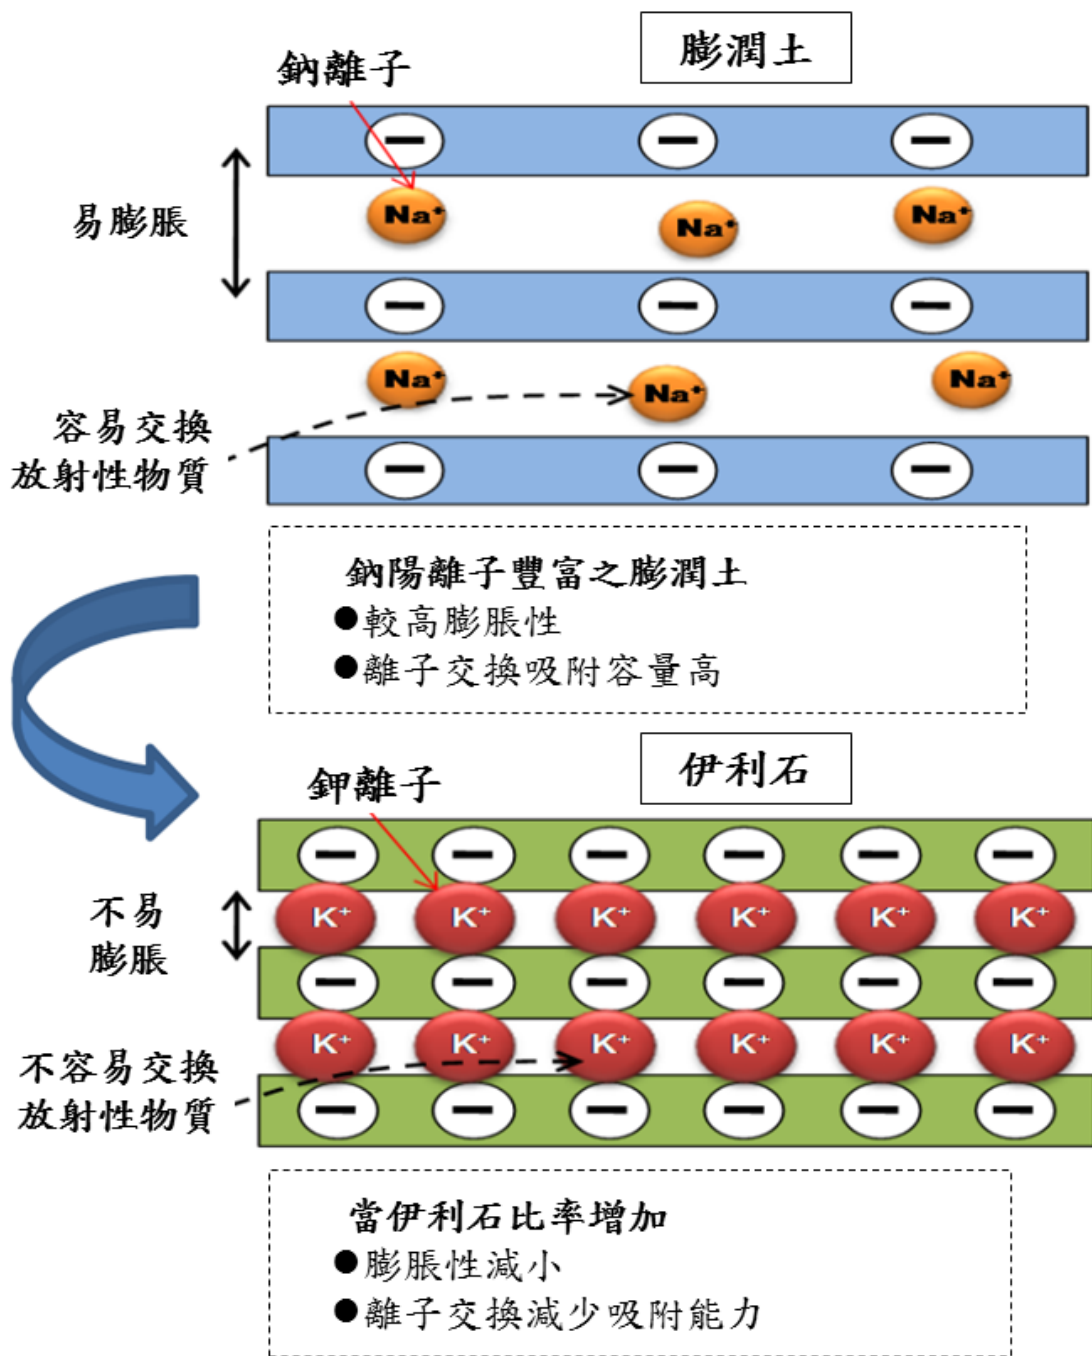 膨潤土
鈉離子
− − −
易膨脹
Na⁺ Na⁺ Na⁺
− − −
Na⁺ Na⁺ Na⁺
容易交換
放射性物質
− − −
鈉陽離子豐富之膨潤土
●較高膨脹性
●離子交換吸附容量高
伊利石
鉀離子
− − − − − −
不易
膨脹
K⁺ K⁺ K⁺ K⁺ K⁺ K⁺
− − − − − −
K⁺ K⁺ K⁺ K⁺ K⁺ K⁺
不容易交換
放射性物質
− − − − − −
當伊利石比率增加
●膨脹性減小
●離子交換減少吸附能力